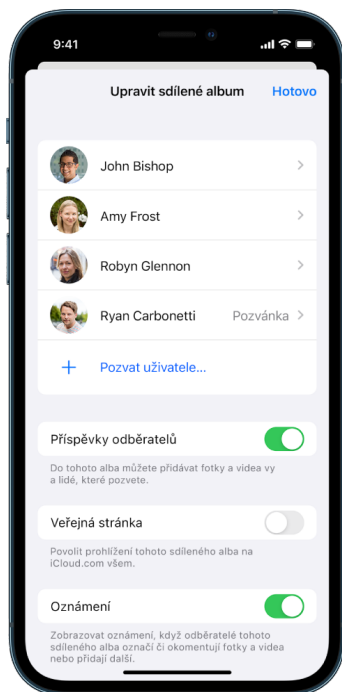 9:41
Upravit sdílené album Hotovo
John Bishop
Amy Frost
Robyn Glennon
Ryan Carbonetti Pozvánka
Pozvat uživatele...
Příspěvky odběratelů
Do tohoto alba můžete přidávat fotky a videa vy
a lidé, které pozvete.
Veřejná stránka
Povolit prohlížení tohoto sdíleného alba na
iCloud.com všem.
Oznámení
Zobrazovat oznámení, když odběratelé tohoto
sdíleného alba označí či okomentují fotky a videa
nebo přidají další.